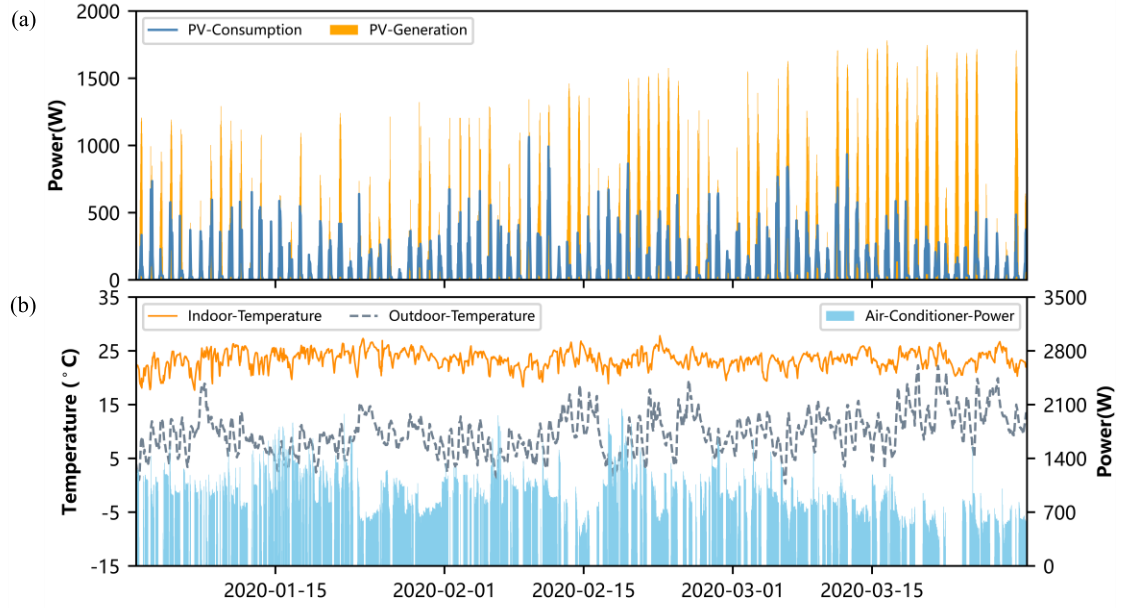 (a)
2000
1500
1000
500
0
Power(W)
PV-Consumption
PV-Generation
(b)
35
25
15
5
-5
-15
Temperature (°C)
Indoor-Temperature
Outdoor-Temperature
Air-Conditioner-Power
3500
2800
2100
1400
700
0
Power(W)
2020-01-15
2020-02-01
2020-02-15
2020-03-01
2020-03-15